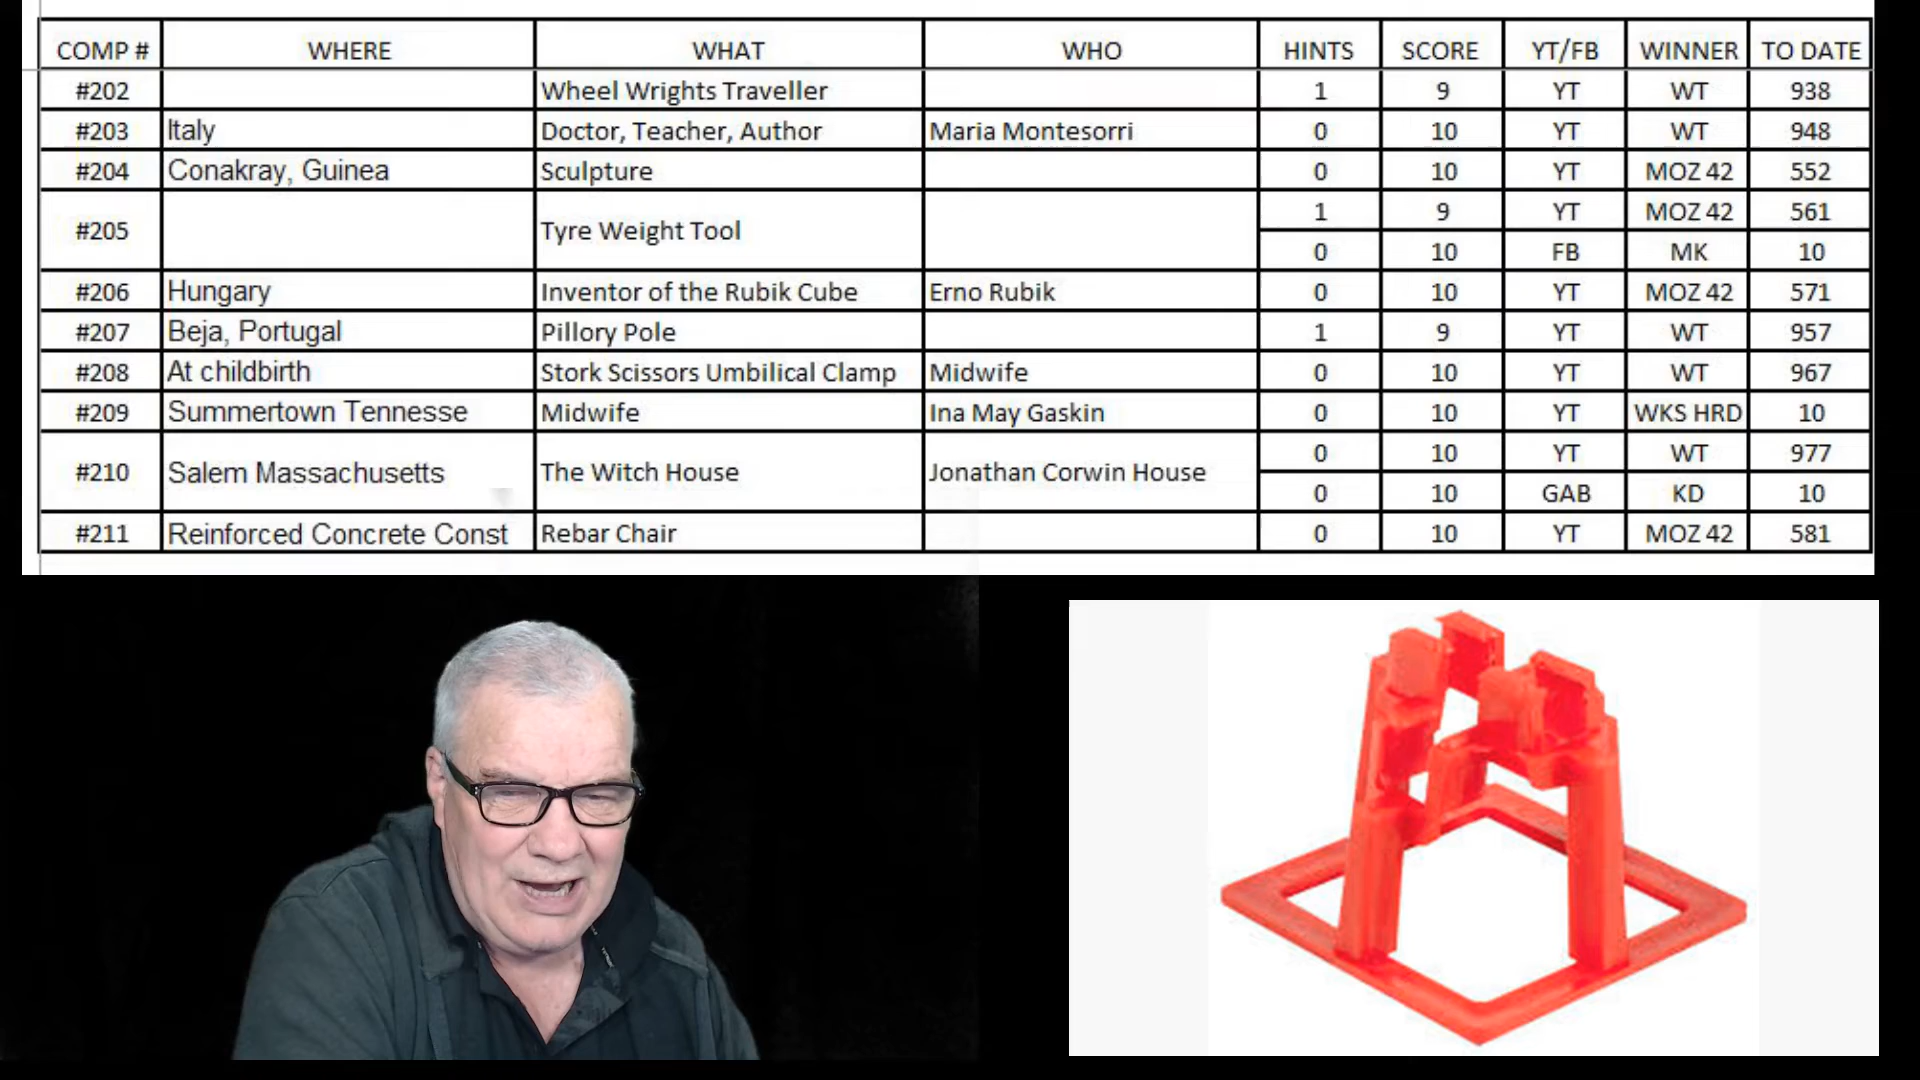 COMP # WHERE WHAT WHO HINTS SCORE YT/FB WINNER TO DATE
#202 Wheel Wrights Traveller 1 9 YT WT 938
#203 Italy Doctor, Teacher, Author Maria Montesorri 0 10 YT WT 948
#204 Conakray, Guinea Sculpture 0 10 YT MOZ 42 552
#205 Tyre Weight Tool 1 9 YT MOZ 42 561
0 10 FB MK 10
#206 Hungary Inventor of the Rubik Cube Erno Rubik 0 10 YT MOZ 42 571
#207 Beja, Portugal Pillory Pole 1 9 YT WT 957
#208 At childbirth Stork Scissors Umbilical Clamp Midwife 0 10 YT WT 967
#209 Summertown Tennesse Midwife Ina May Gaskin 0 10 YT WKS HRD 10
#210 Salem Massachusetts The Witch House Jonathan Corwin House 0 10 YT WT 977
0 10 GAB KD 10
#211 Reinforced Concrete Const Rebar Chair 0 10 YT MOZ 42 581